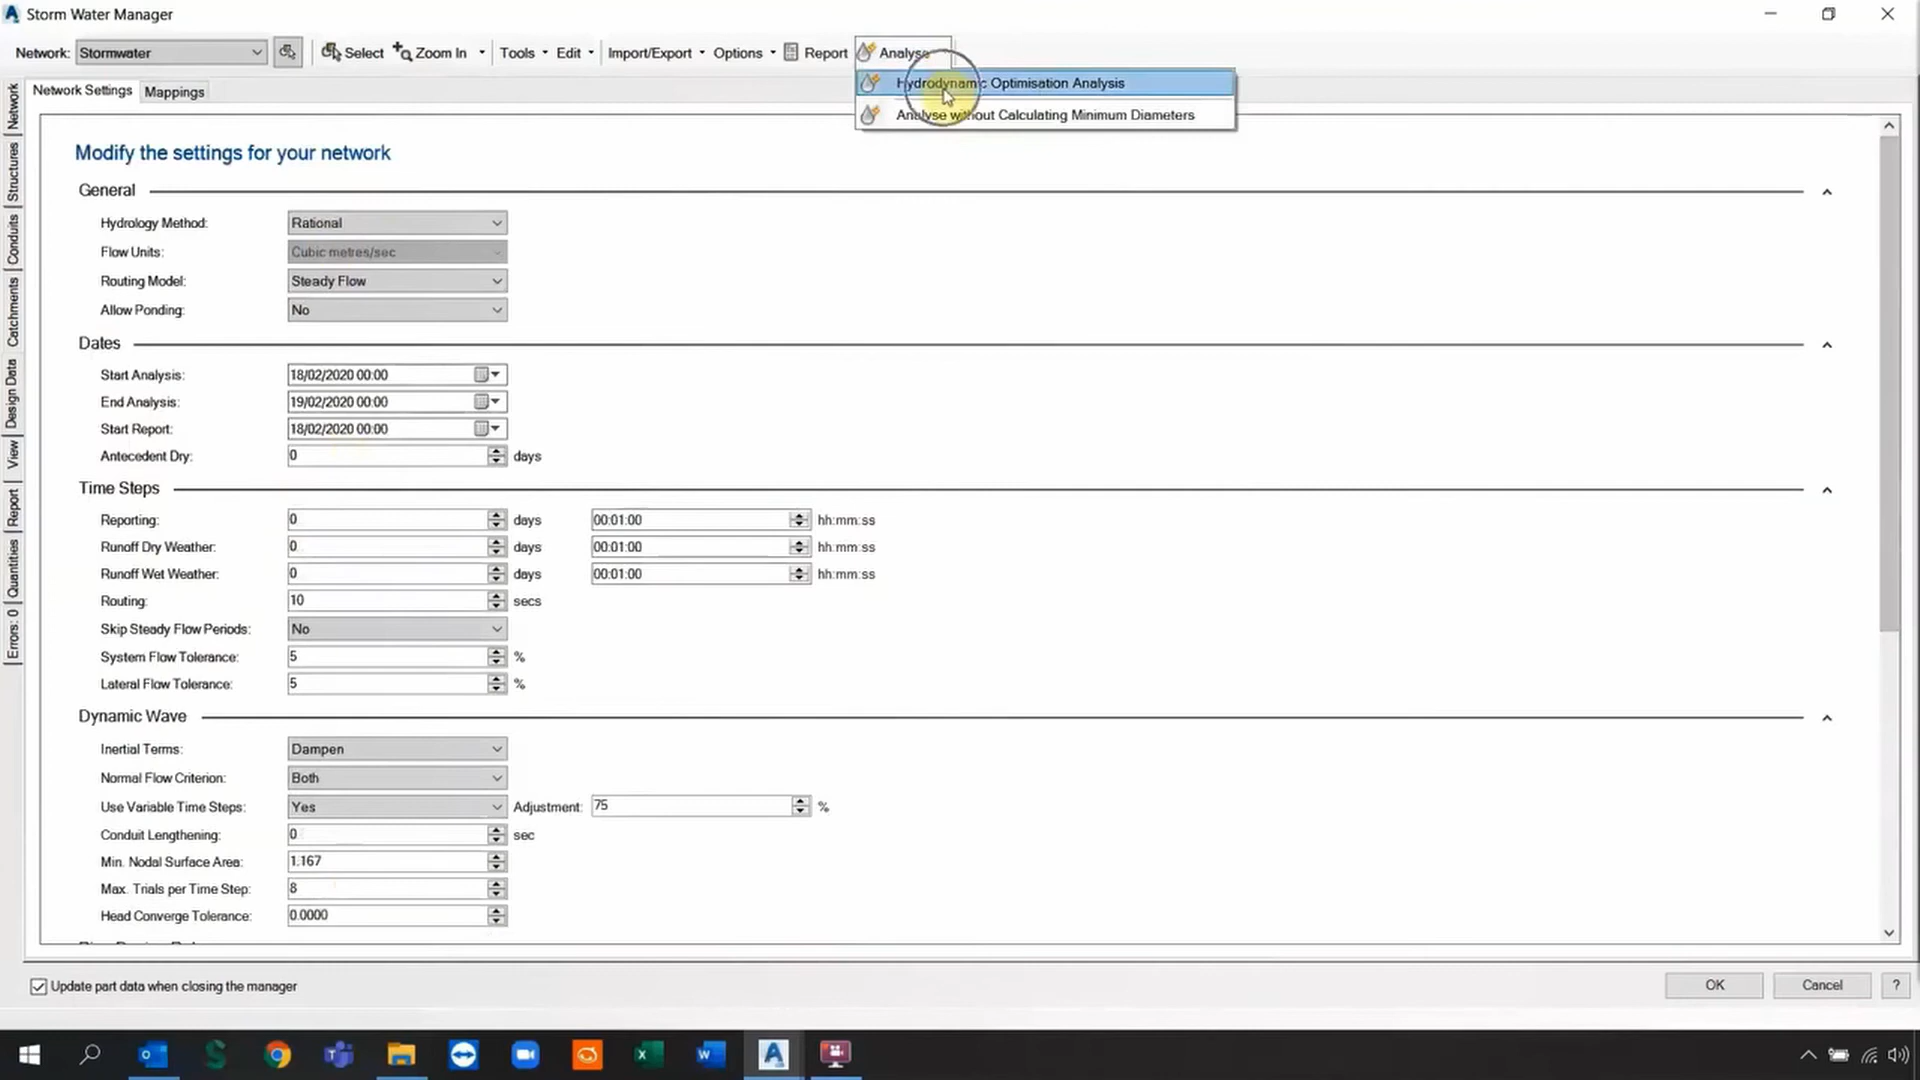 Storm Water Manager
Network: Stormwater Select Zoom In Tools Edit Import/Export Options Report Analyse
Hydrodynamic Optimisation Analysis
Analyse without Calculating Minimum Diameters
Network Settings Mappings
Network
Structures
Conduits
Catchments
Design Data
View
Report
Quantities
Errors: 0
Modify the settings for your network
General
Hydrology Method: Rational
Flow Units: Cubic metres/sec
Routing Model: Steady Flow
Allow Ponding: No
Dates
Start Analysis: 18/02/2020 00:00
End Analysis: 19/02/2020 00:00
Start Report: 18/02/2020 00:00
Antecedent Dry: 0 days
Time Steps
Reporting: 0 days 00:01:00 hh:mm:ss
Runoff Dry Weather: 0 days 00:01:00 hh:mm:ss
Runoff Wet Weather: 0 days 00:01:00 hh:mm:ss
Routing: 10 secs
Skip Steady Flow Periods: No
System Flow Tolerance: 5 %
Lateral Flow Tolerance: 5 %
Dynamic Wave
Inertial Terms: Dampen
Normal Flow Criterion: Both
Use Variable Time Steps: Yes Adjustment: 75 %
Conduit Lengthening: 0 sec
Min. Nodal Surface Area: 1.167
Max. Trials per Time Step: 8
Head Converge Tolerance: 0.0000
Update part data when closing the manager
OK Cancel ?